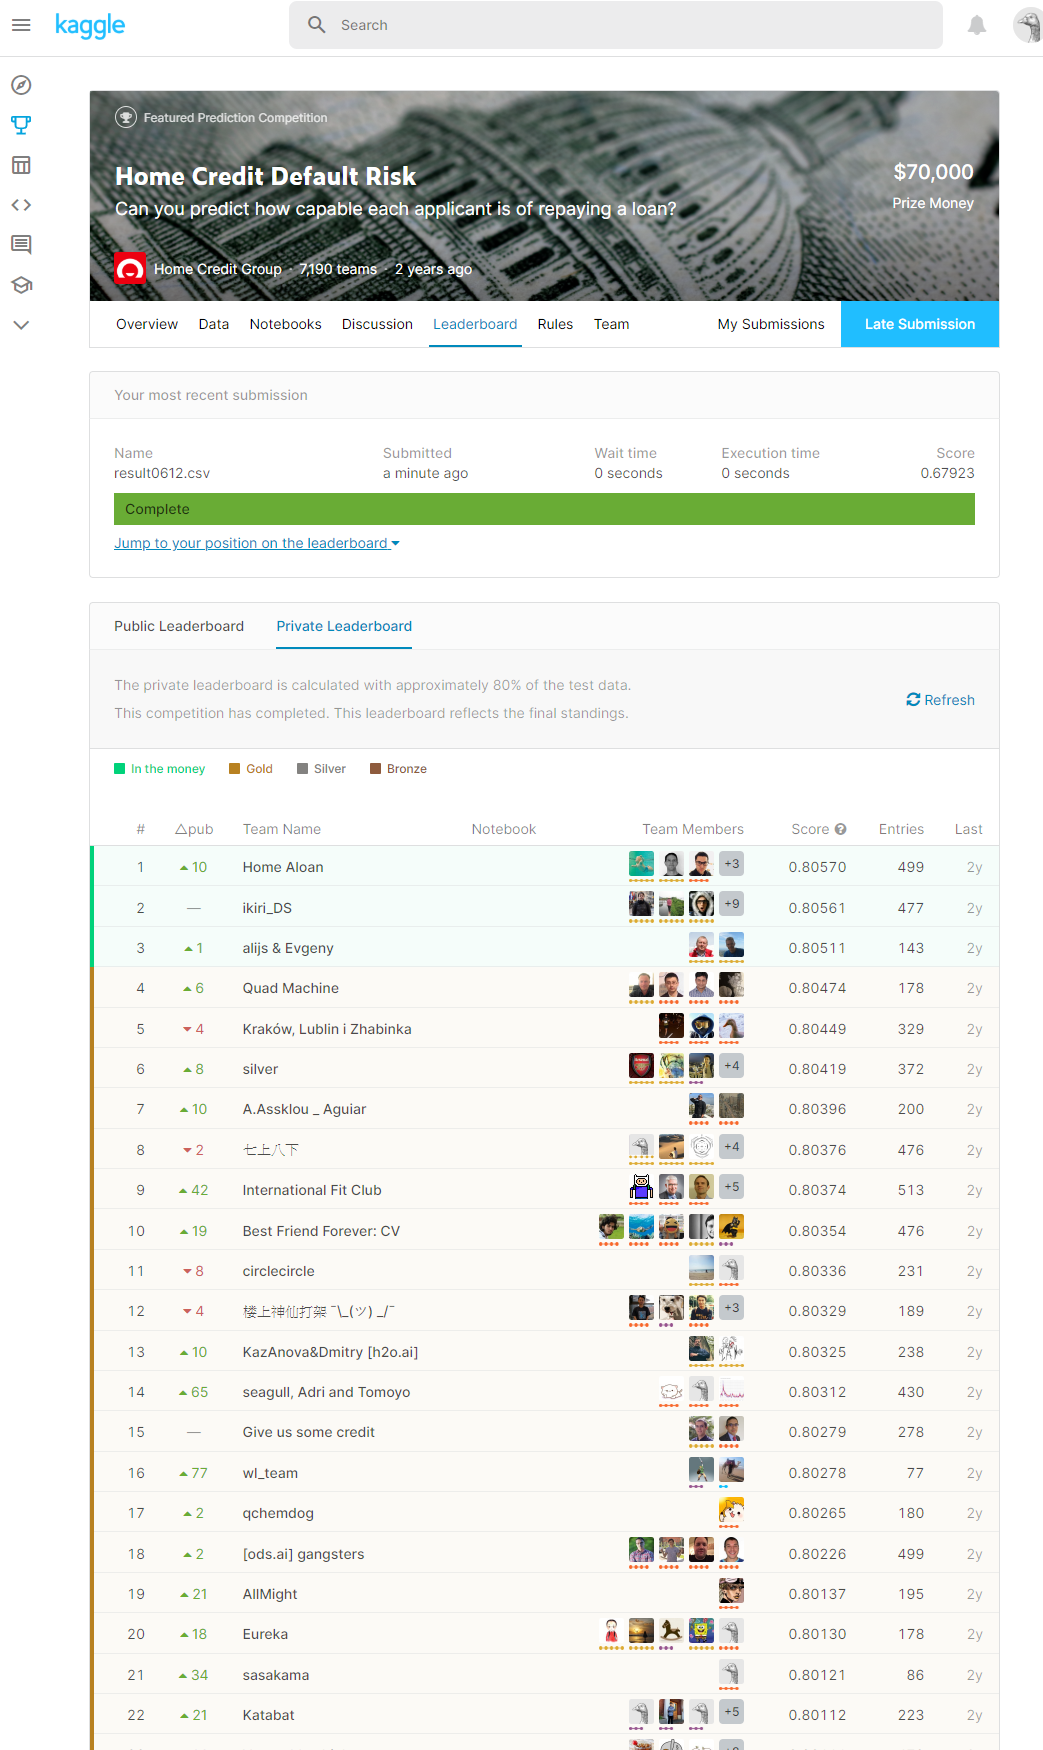 kaggle
Search
Featured Prediction Competition
Home Credit Default Risk
$70,000
Can you predict how capable each applicant is of repaying a loan?
Prize Money
Home Credit Group · 7,190 teams · 2 years ago
Overview Data Notebooks Discussion Leaderboard Rules Team My Submissions Late Submission
Your most recent submission
Name Submitted Wait time Execution time Score
result0612.csv a minute ago 0 seconds 0 seconds 0.67923
Complete
Jump to your position on the leaderboard
Public Leaderboard Private Leaderboard
The private leaderboard is calculated with approximately 80% of the test data.
This competition has completed. This leaderboard reflects the final standings.
Refresh
In the money Gold Silver Bronze
# △pub Team Name Notebook Team Members Score Entries Last
1 10 Home Aloan +3 0.80570 499 2y
2 — ikiri_DS +9 0.80561 477 2y
3 1 alijs & Evgeny 0.80511 143 2y
4 6 Quad Machine 0.80474 178 2y
5 4 Kraków, Lublin i Zhabinka 0.80449 329 2y
6 8 silver +4 0.80419 372 2y
7 10 A.Assklou _ Aguiar 0.80396 200 2y
8 2 七上八下 +4 0.80376 476 2y
9 42 International Fit Club +5 0.80374 513 2y
10 19 Best Friend Forever: CV 0.80354 476 2y
11 8 circlecircle 0.80336 231 2y
12 4 楼上神仙打架 ¯\_(ツ) _/¯ +3 0.80329 189 2y
13 10 KazAnova&Dmitry [h2o.ai] 0.80325 238 2y
14 65 seagull, Adri and Tomoyo 0.80312 430 2y
15 — Give us some credit 0.80279 278 2y
16 77 wl_team 0.80278 77 2y
17 2 qchemdog 0.80265 180 2y
18 2 [ods.ai] gangsters 0.80226 499 2y
19 21 AllMight 0.80137 195 2y
20 18 Eureka 0.80130 178 2y
21 34 sasakama 0.80121 86 2y
22 21 Katabat +5 0.80112 223 2y